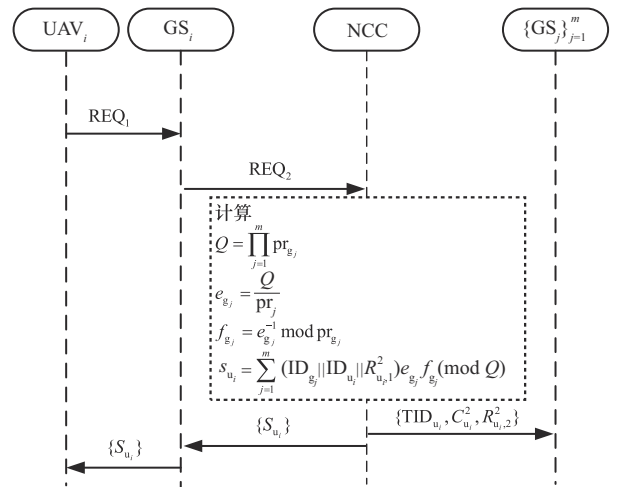 UAV_i GS_i NCC {GS_j}_{j=1}^{m}
REQ_1
REQ_2
计算
Q = ∏_{j=1}^{m} pr_{g_j}
e_{g_j} = Q / pr_j
f_{g_j} = e_{g_j}^{-1} mod pr_{g_j}
s_{u_i} = ∑_{j=1}^{m} (ID_{g_j}||ID_{u_i}||R_{u_i,1}^2)e_{g_j} f_{g_j}(mod Q)
{TID_{u_i}, C_{u_i}^2, R_{u_i,2}^2}
{S_{u_i}}
{S_{u_i}}